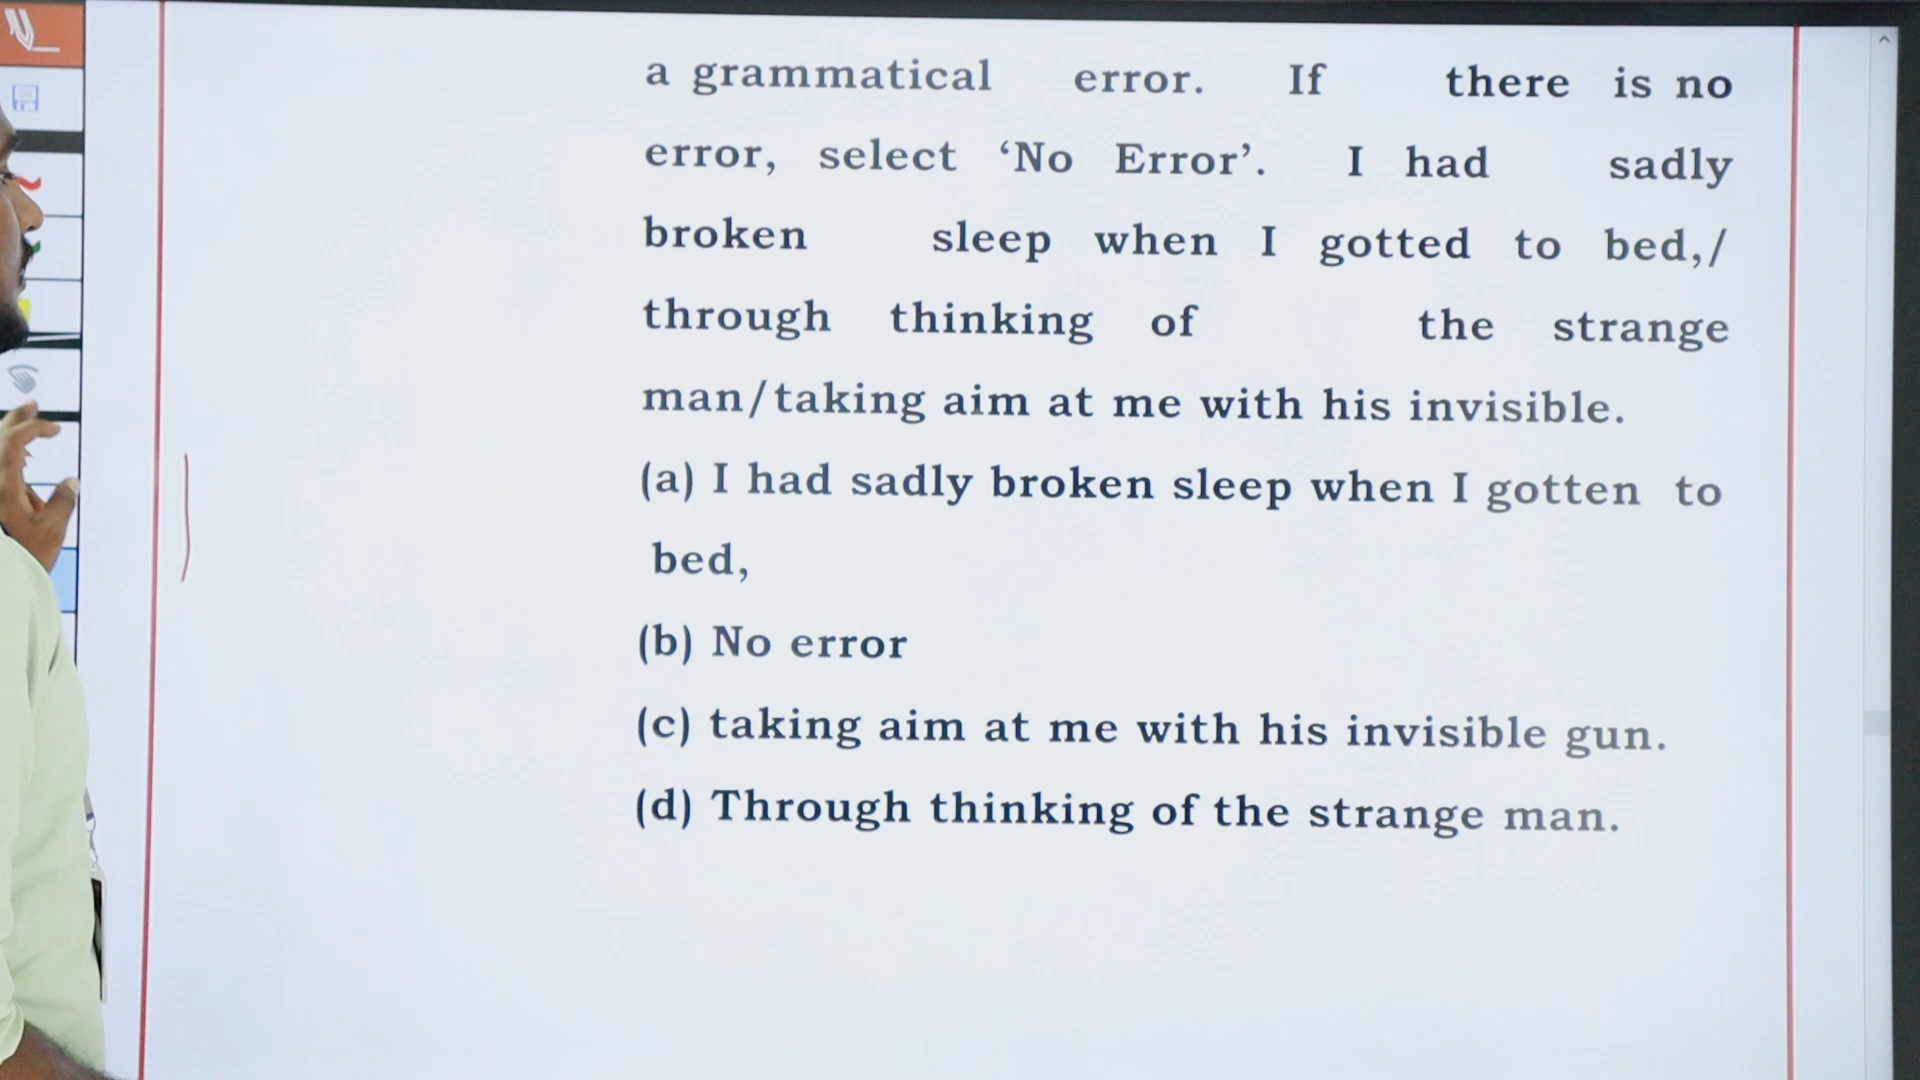 a grammatical error. If there is no
error, select ‘No Error’. I had sadly
broken sleep when I gotted to bed,/
through thinking of the strange
man/taking aim at me with his invisible.
(a) I had sadly broken sleep when I gotten to
bed,
(b) No error
(c) taking aim at me with his invisible gun.
(d) Through thinking of the strange man.